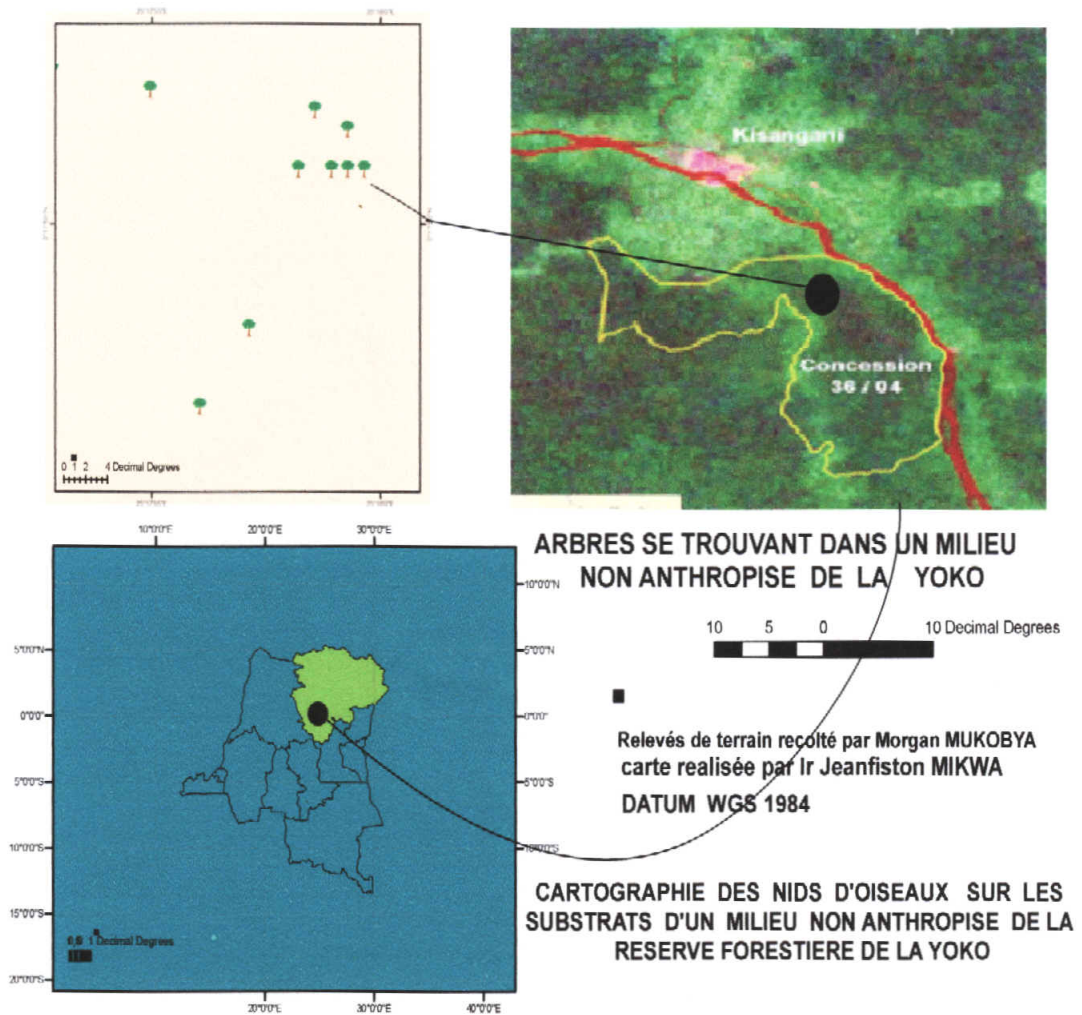 Kisangani
Concession
36 / 04
0 1 2 4 Decimal Degrees
10°0'0"E 20°0'0"E 30°0'0"E
10°0'0"N
5°0'0"N 5°0'0"N
0°0'0" 0°0'0"
5°0'0"S 5°0'0"S
10°0'0"S 10°0'0"S
15°0'0"S 15°0'0"S
20°0'0"S
1 Decimal Degrees
20°0'0"E 30°0'0"E 40°0'0"E
ARBRES SE TROUVANT DANS UN MILIEU
NON ANTHROPISE DE LA YOKO
10 5 0 10 Decimal Degrees
Relevés de terrain recolté par Morgan MUKOBYA
carte realisée par Ir Jeanfiston MIKWA
DATUM WGS 1984
CARTOGRAPHIE DES NIDS D'OISEAUX SUR LES
SUBSTRATS D'UN MILIEU NON ANTHROPISE DE LA
RESERVE FORESTIERE DE LA YOKO